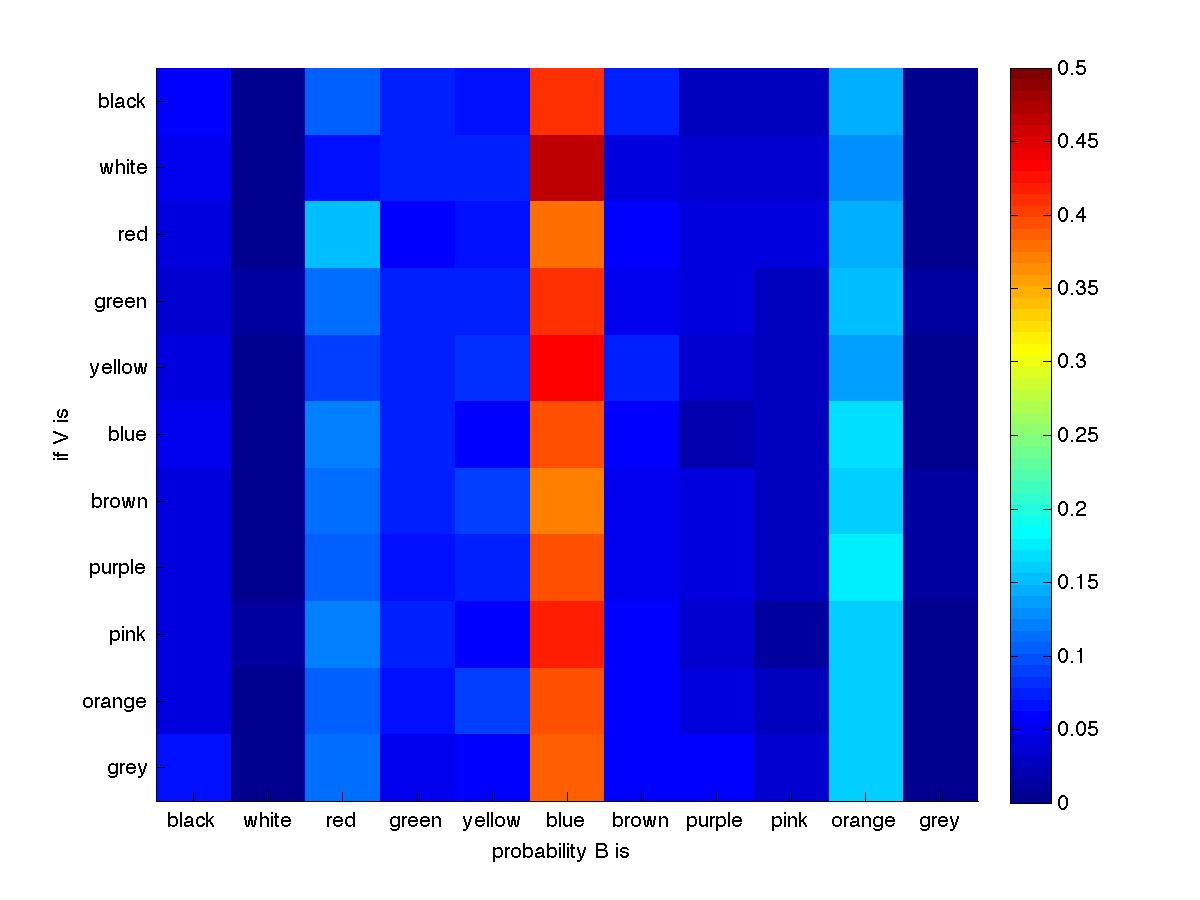 black
white
red
green
yellow
blue
brown
purple
pink
orange
grey
if V is
black white red green yellow blue brown purple pink orange grey
probability B is
0.5
0.45
0.4
0.35
0.3
0.25
0.2
0.15
0.1
0.05
0